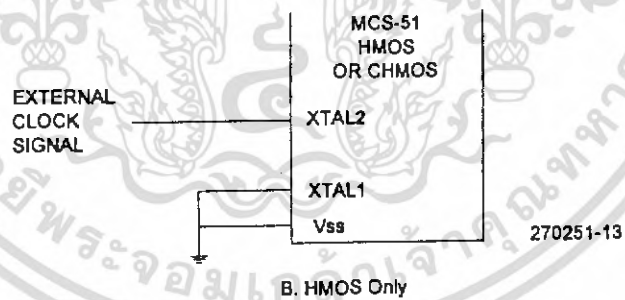 MCS-51
HMOS
OR CHMOS
EXTERNAL
CLOCK
SIGNAL
XTAL2
XTAL1
Vss
270251-13
B. HMOS Only